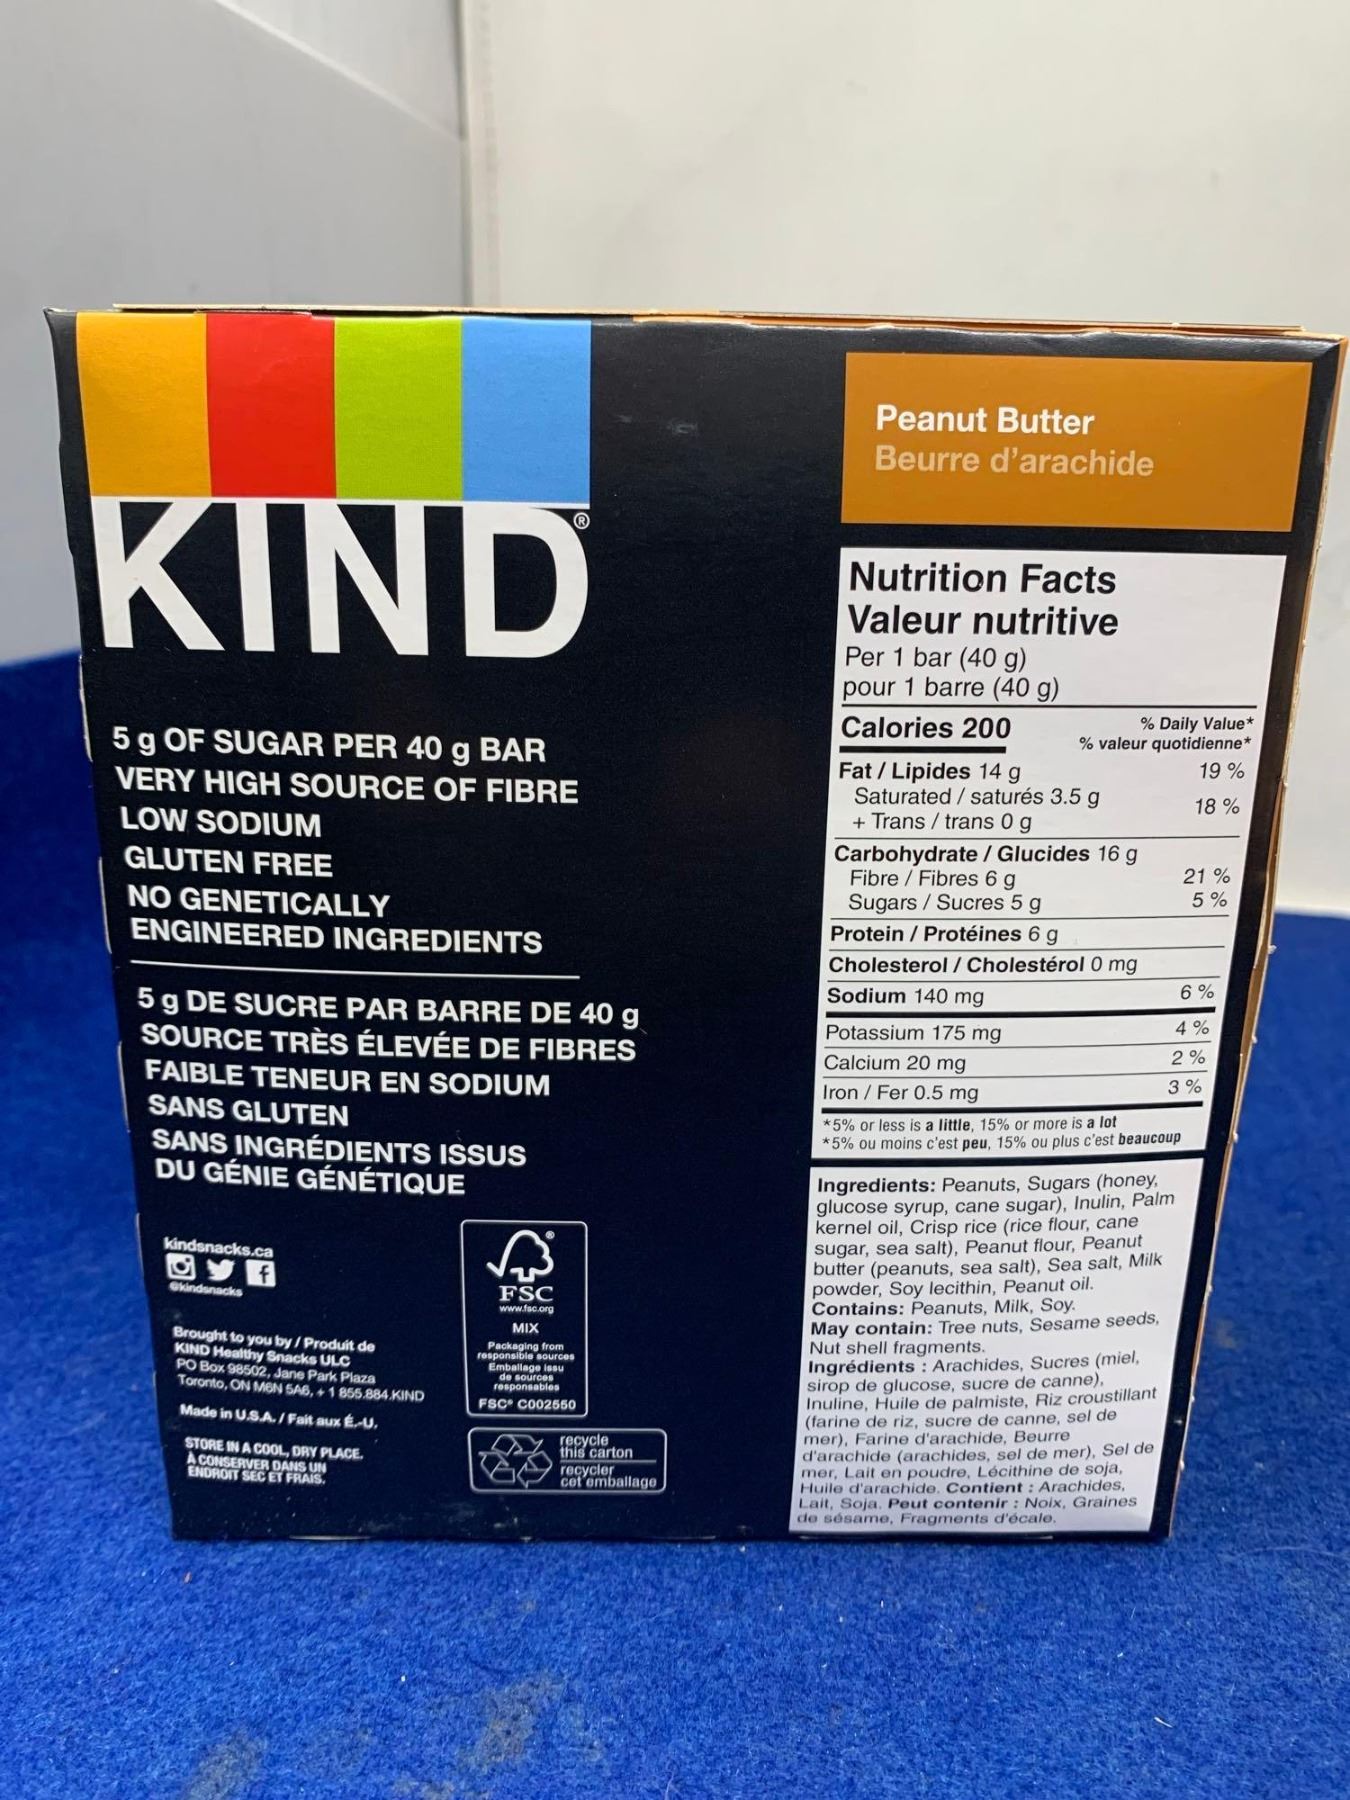 KIND®
5 g OF SUGAR PER 40 g BAR
VERY HIGH SOURCE OF FIBRE
LOW SODIUM
GLUTEN FREE
NO GENETICALLY
ENGINEERED INGREDIENTS
5 g DE SUCRE PAR BARRE DE 40 g
SOURCE TRÈS ÉLEVÉE DE FIBRES
FAIBLE TENEUR EN SODIUM
SANS GLUTEN
SANS INGRÉDIENTS ISSUS
DU GÉNIE GÉNÉTIQUE
kindsnacks.ca
@kindsnacks
Brought to you by / Produit de
KIND Healthy Snacks ULC
PO Box 98502, Jane Park Plaza
Toronto, ON M6N 5A6, + 1 855.884.KIND
Made in U.S.A. / Fait aux É.-U.
STORE IN A COOL, DRY PLACE.
À CONSERVER DANS UN
ENDROIT SEC ET FRAIS.
®
FSC
www.fsc.org
MIX
Packaging from
responsible sources
Emballage issu
de sources
responsables
FSC® C002550
recycle
this carton
recycler
cet emballage
Peanut Butter
Beurre d'arachide
Nutrition Facts
Valeur nutritive
Per 1 bar (40 g)
pour 1 barre (40 g)
Calories 200
% Daily Value*
% valeur quotidienne*
Fat / Lipides 14 g 19 %
Saturated / saturés 3.5 g
+ Trans / trans 0 g 18 %
Carbohydrate / Glucides 16 g
Fibre / Fibres 6 g 21 %
Sugars / Sucres 5 g 5 %
Protein / Protéines 6 g
Cholesterol / Cholestérol 0 mg
Sodium 140 mg 6 %
Potassium 175 mg 4 %
Calcium 20 mg 2 %
Iron / Fer 0.5 mg 3 %
*5% or less is a little, 15% or more is a lot
*5% ou moins c'est peu, 15% ou plus c'est beaucoup
Ingredients: Peanuts, Sugars (honey,
glucose syrup, cane sugar), Inulin, Palm
kernel oil, Crisp rice (rice flour, cane
sugar, sea salt), Peanut flour, Peanut
butter (peanuts, sea salt), Sea salt, Milk
powder, Soy lecithin, Peanut oil.
Contains: Peanuts, Milk, Soy.
May contain: Tree nuts, Sesame seeds,
Nut shell fragments.
Ingrédients : Arachides, Sucres (miel,
sirop de glucose, sucre de canne),
Inuline, Huile de palmiste, Riz croustillant
(farine de riz, sucre de canne, sel de
mer), Farine d'arachide, Beurre
d'arachide (arachides, sel de mer), Sel de
mer, Lait en poudre, Lécithine de soja,
Huile d'arachide. Contient : Arachides,
Lait, Soja. Peut contenir : Noix, Graines
de sésame, Fragments d'écale.